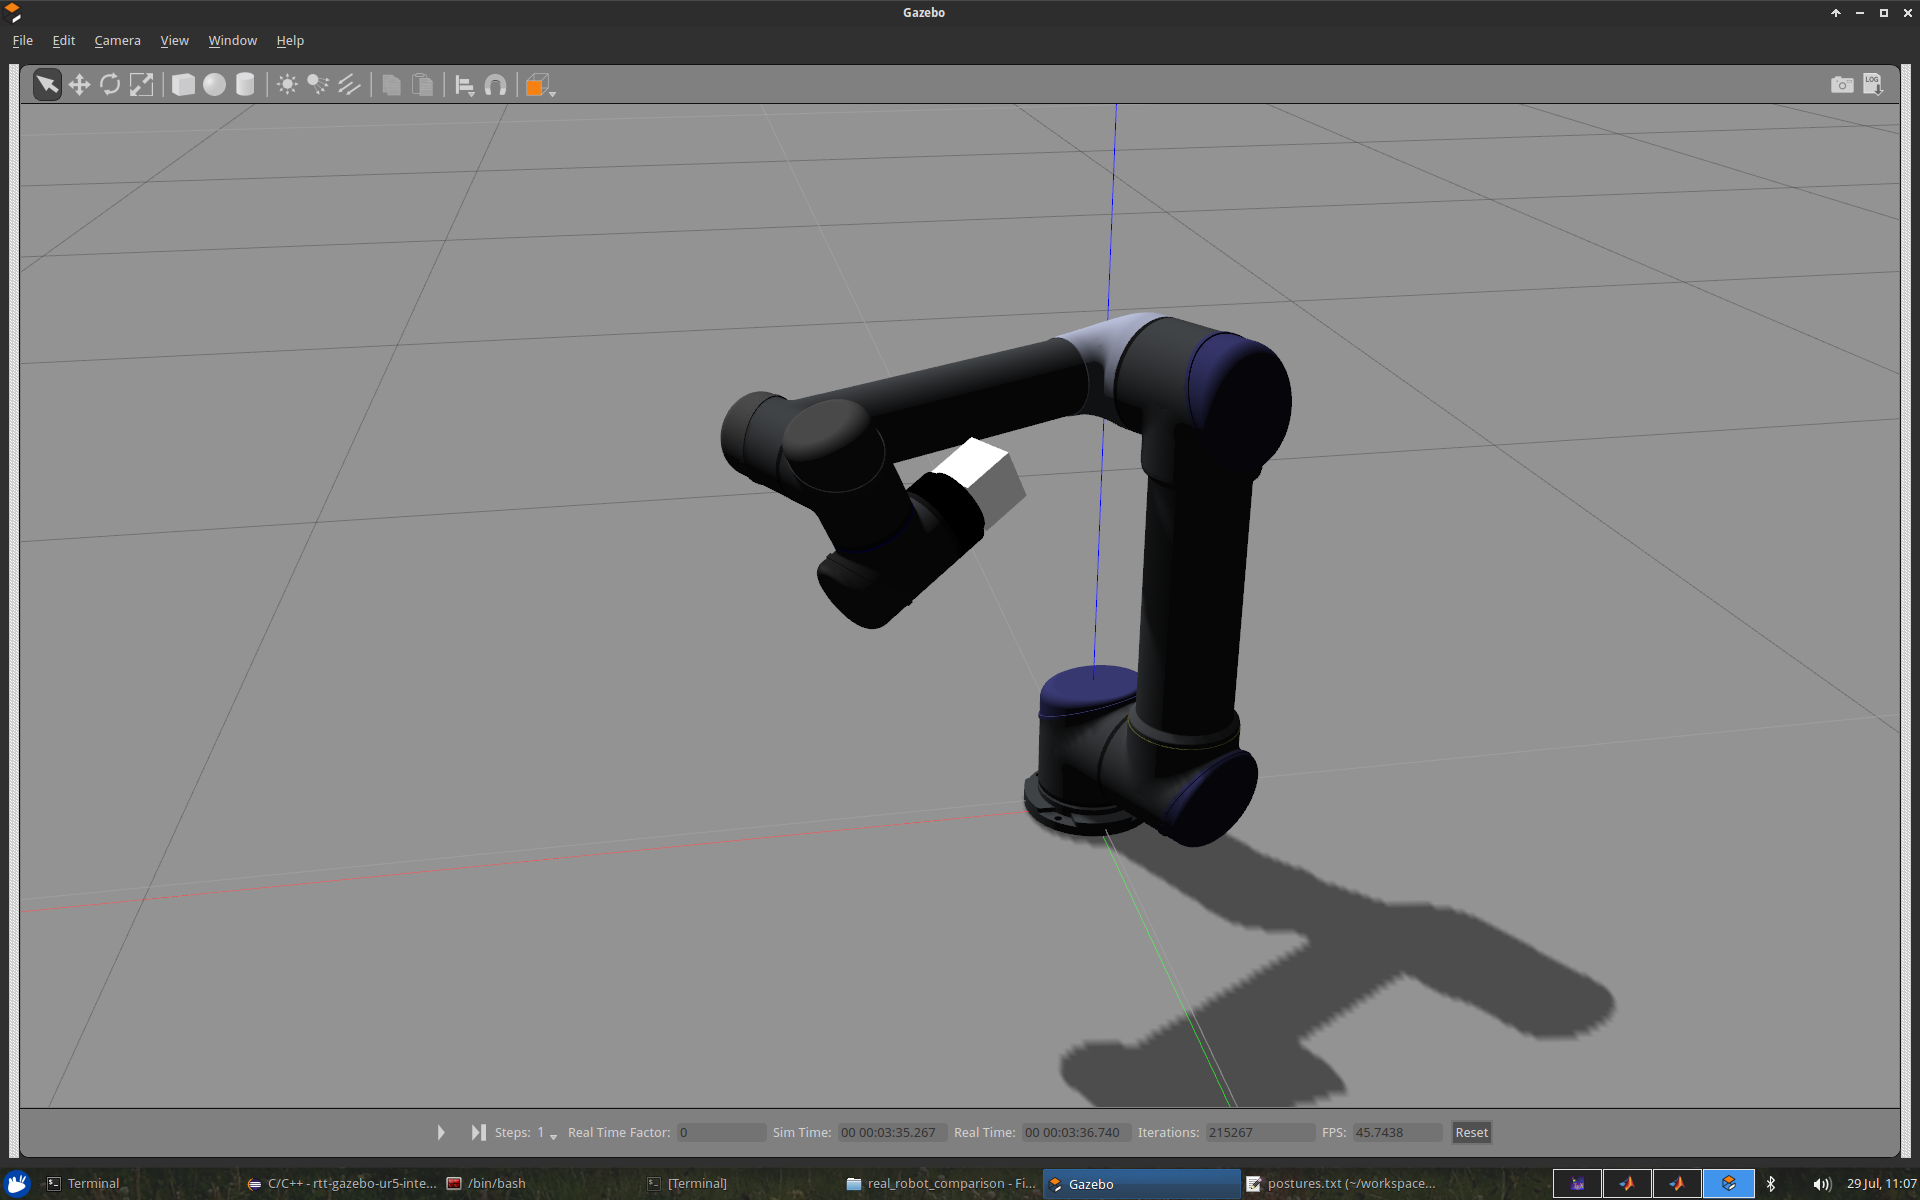 Gazebo
File Edit Camera View Window Help
LOG
Steps: 1 Real Time Factor: 0 Sim Time: 00 00:03:35.267 Real Time: 00 00:03:36.740 Iterations: 215267 FPS: 45.7438 Reset
Terminal C/C++ - rtt-gazebo-ur5-inte... /bin/bash [Terminal] real_robot_comparison - Fi... Gazebo postures.txt (~/workspace... 29 Jul, 11:07